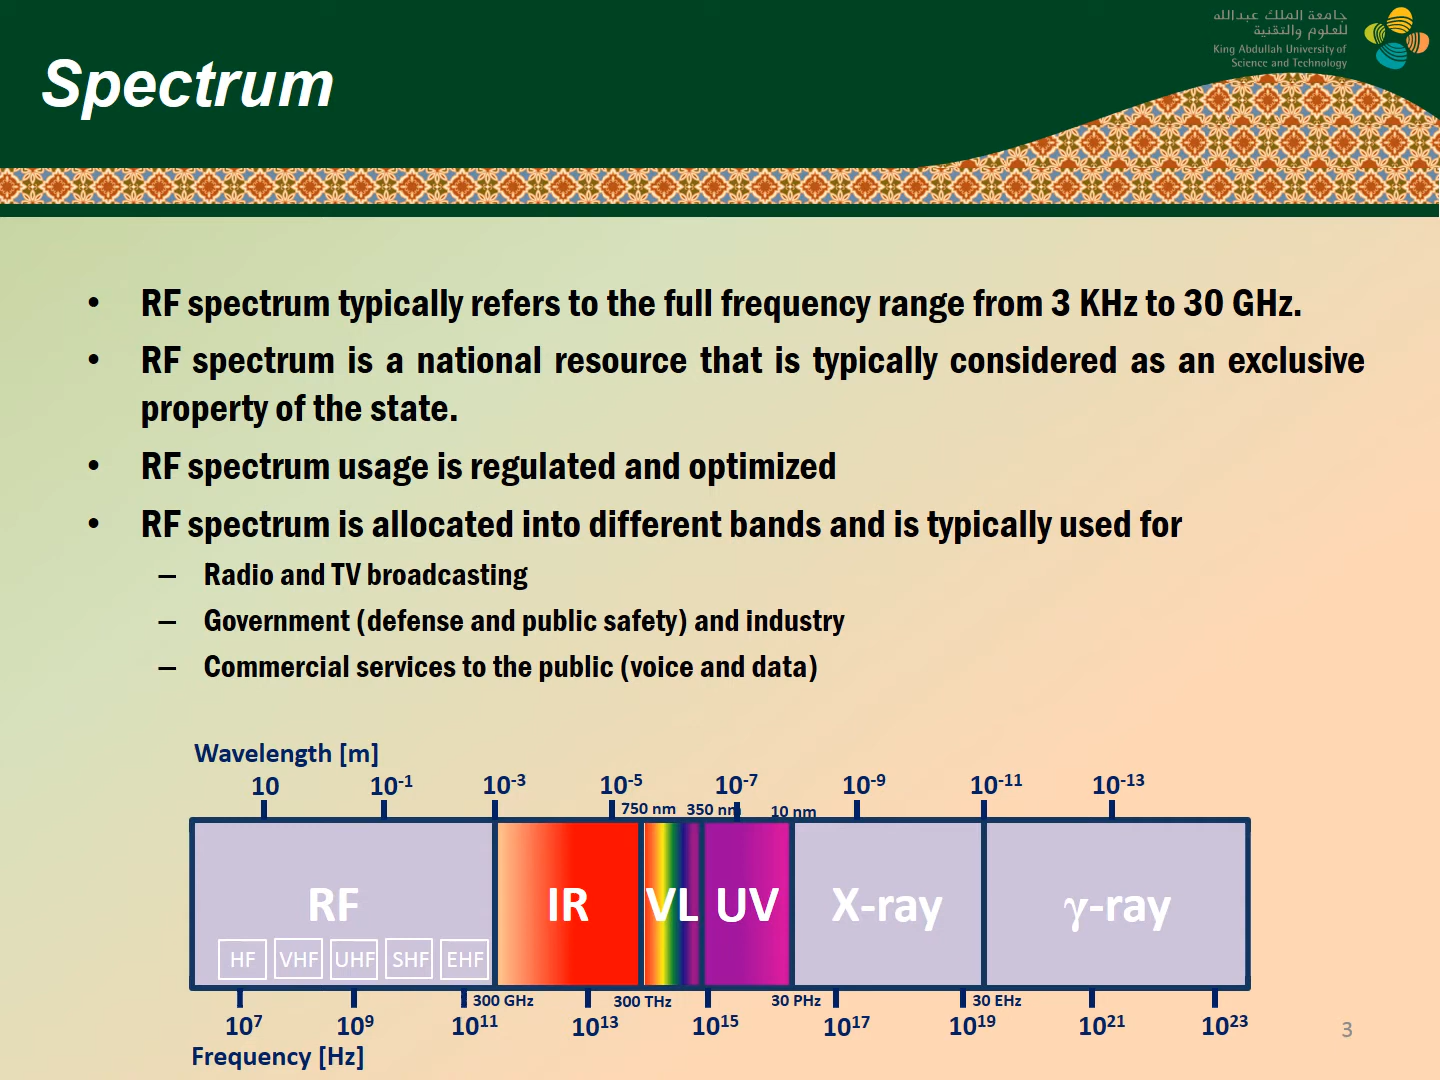 جامعة الملك عبدالله
للعلوم والتقنية
King Abdullah University of
Science and Technology
Spectrum
• RF spectrum typically refers to the full frequency range from 3 KHz to 30 GHz.
• RF spectrum is a national resource that is typically considered as an exclusive
property of the state.
• RF spectrum usage is regulated and optimized
• RF spectrum is allocated into different bands and is typically used for
– Radio and TV broadcasting
– Government (defense and public safety) and industry
– Commercial services to the public (voice and data)
Wavelength [m]
10 10⁻¹ 10⁻³ 10⁻⁵ 10⁻⁷ 10⁻⁹ 10⁻¹¹ 10⁻¹³
750 nm 350 nm 10 nm
RF IR VL UV X-ray γ-ray
HF VHF UHF SHF EHF
300 GHz 300 THz 30 PHz 30 EHz
10⁷ 10⁹ 10¹¹ 10¹³ 10¹⁵ 10¹⁷ 10¹⁹ 10²¹ 10²³
Frequency [Hz]
3